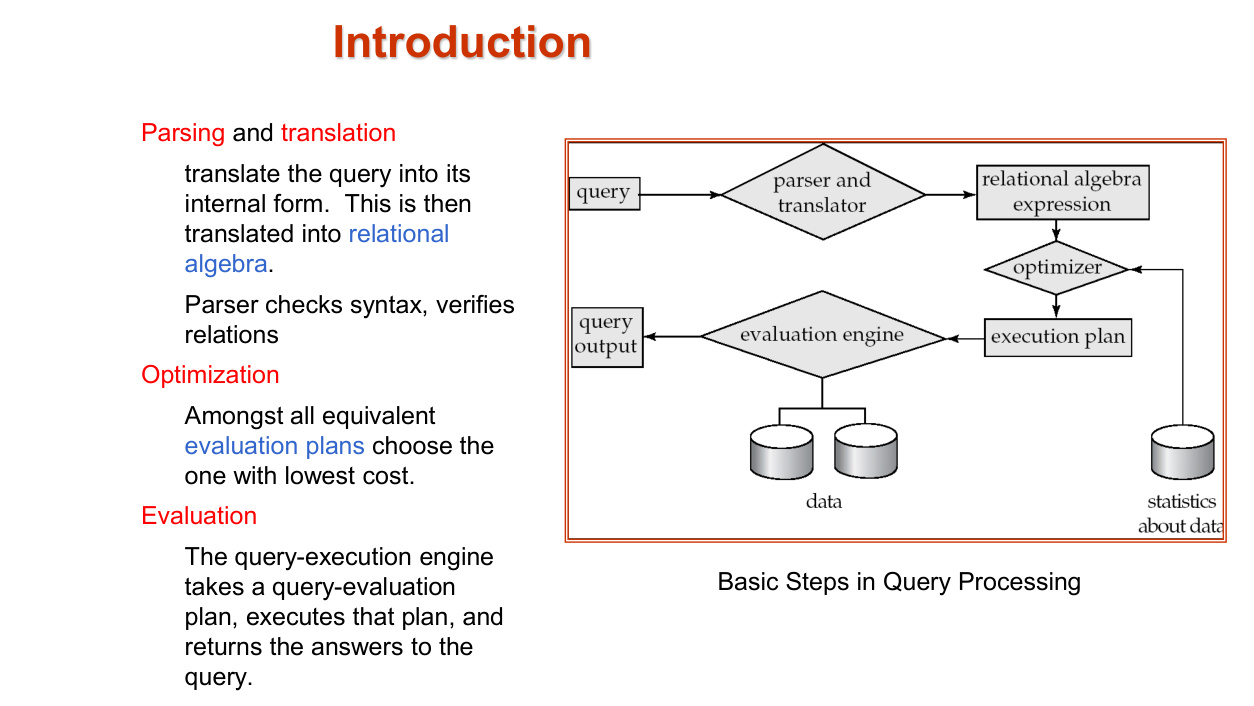 Introduction
Parsing and translation
translate the query into its
internal form.  This is then
translated into relational
algebra.
Parser checks syntax, verifies
relations
Optimization
Amongst all equivalent
evaluation plans choose the
one with lowest cost.
Evaluation
The query-execution engine
takes a query-evaluation
plan, executes that plan, and
returns the answers to the
query.
query
parser and
translator
relational algebra
expression
optimizer
query
output
evaluation engine
execution plan
data
statistics
about data
Basic Steps in Query Processing